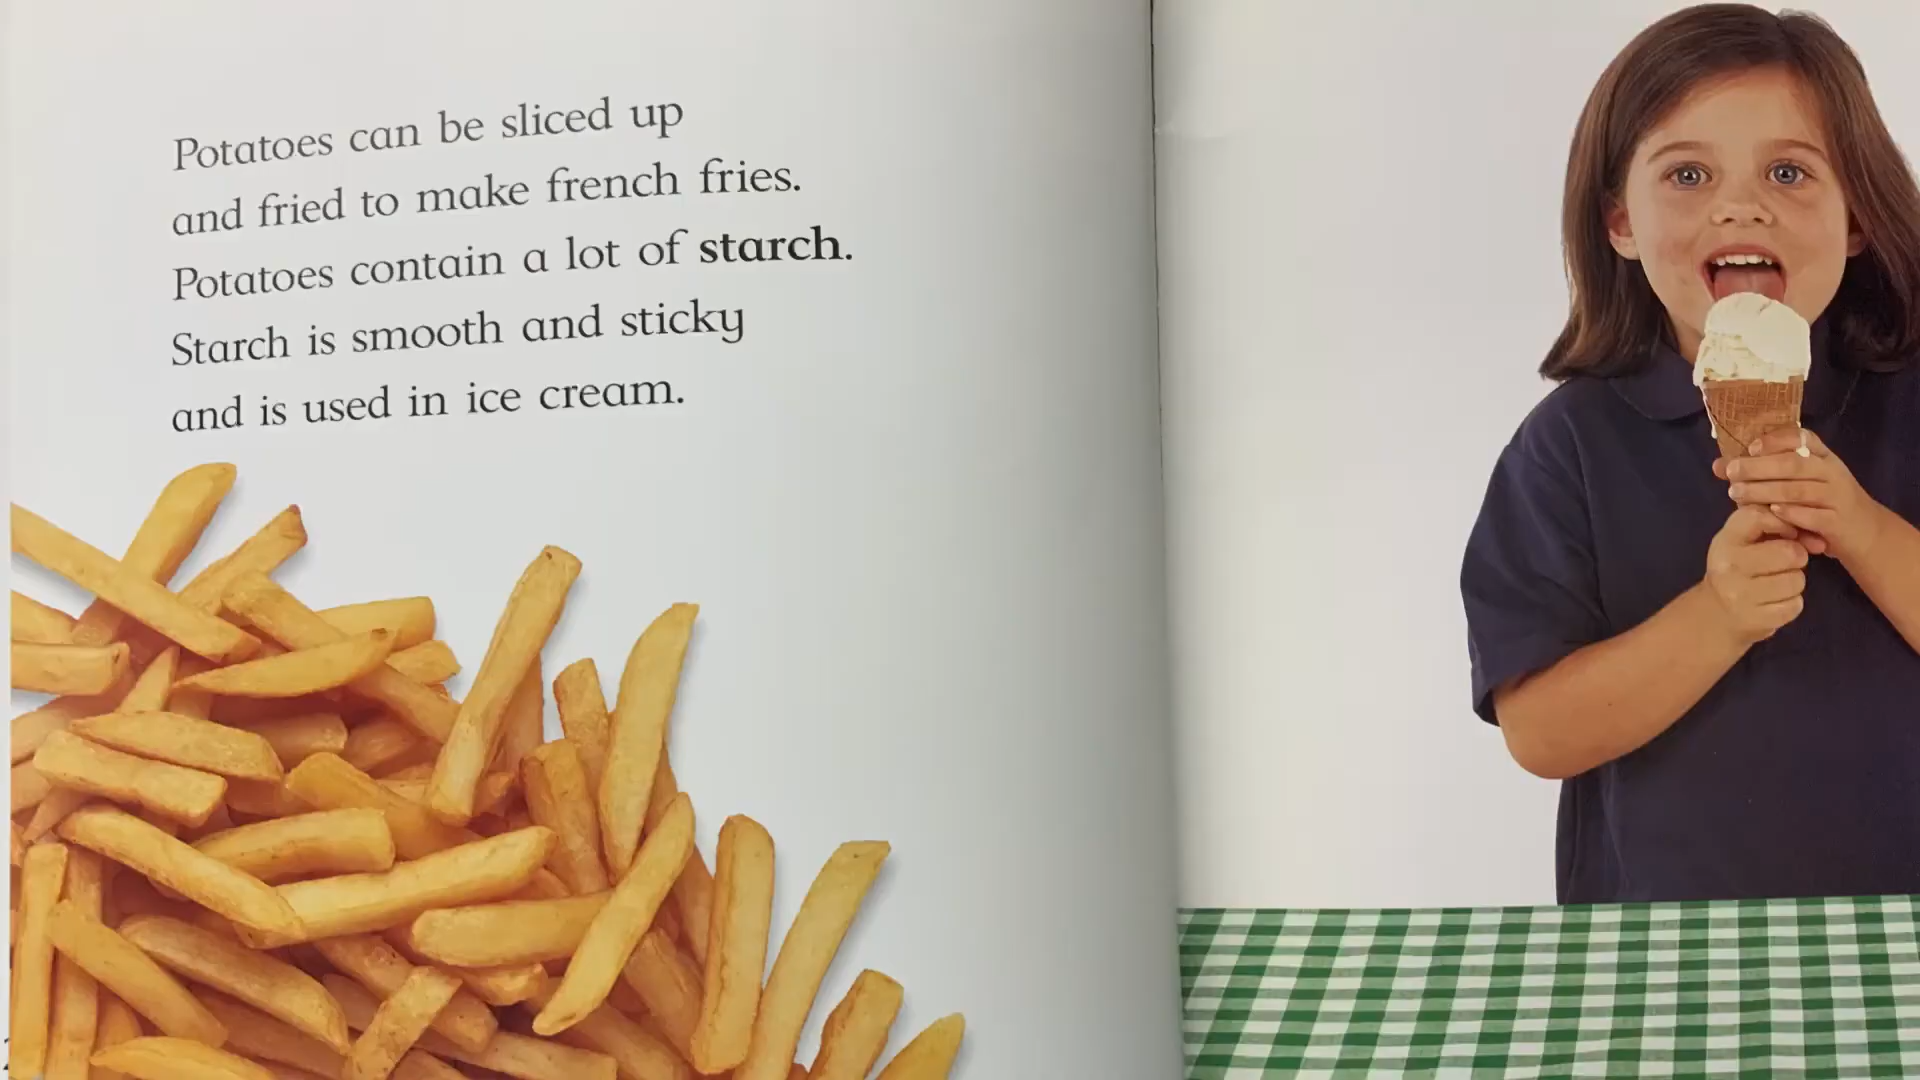 Potatoes can be sliced up
and fried to make french fries.
Potatoes contain a lot of starch.
Starch is smooth and sticky
and is used in ice cream.